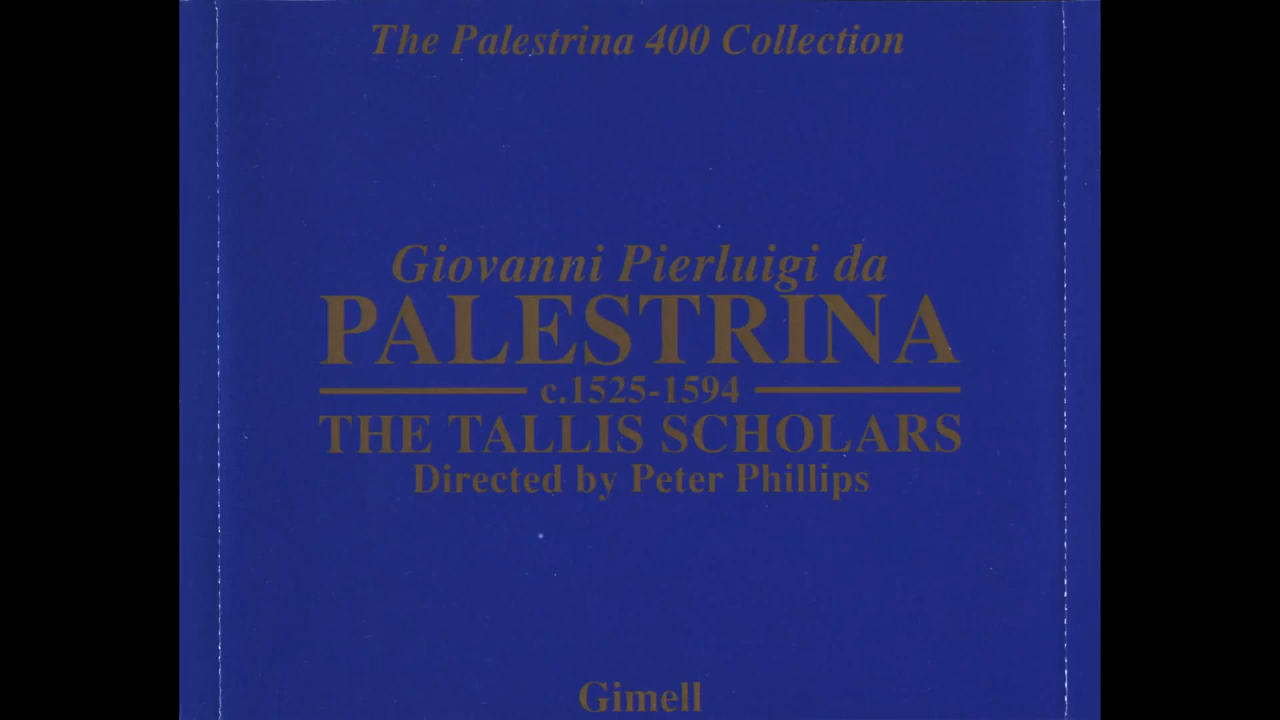 The Palestrina 400 Collection
Giovanni Pierluigi da
PALESTRINA
c.1525-1594
THE TALLIS SCHOLARS
Directed by Peter Phillips
Gimell